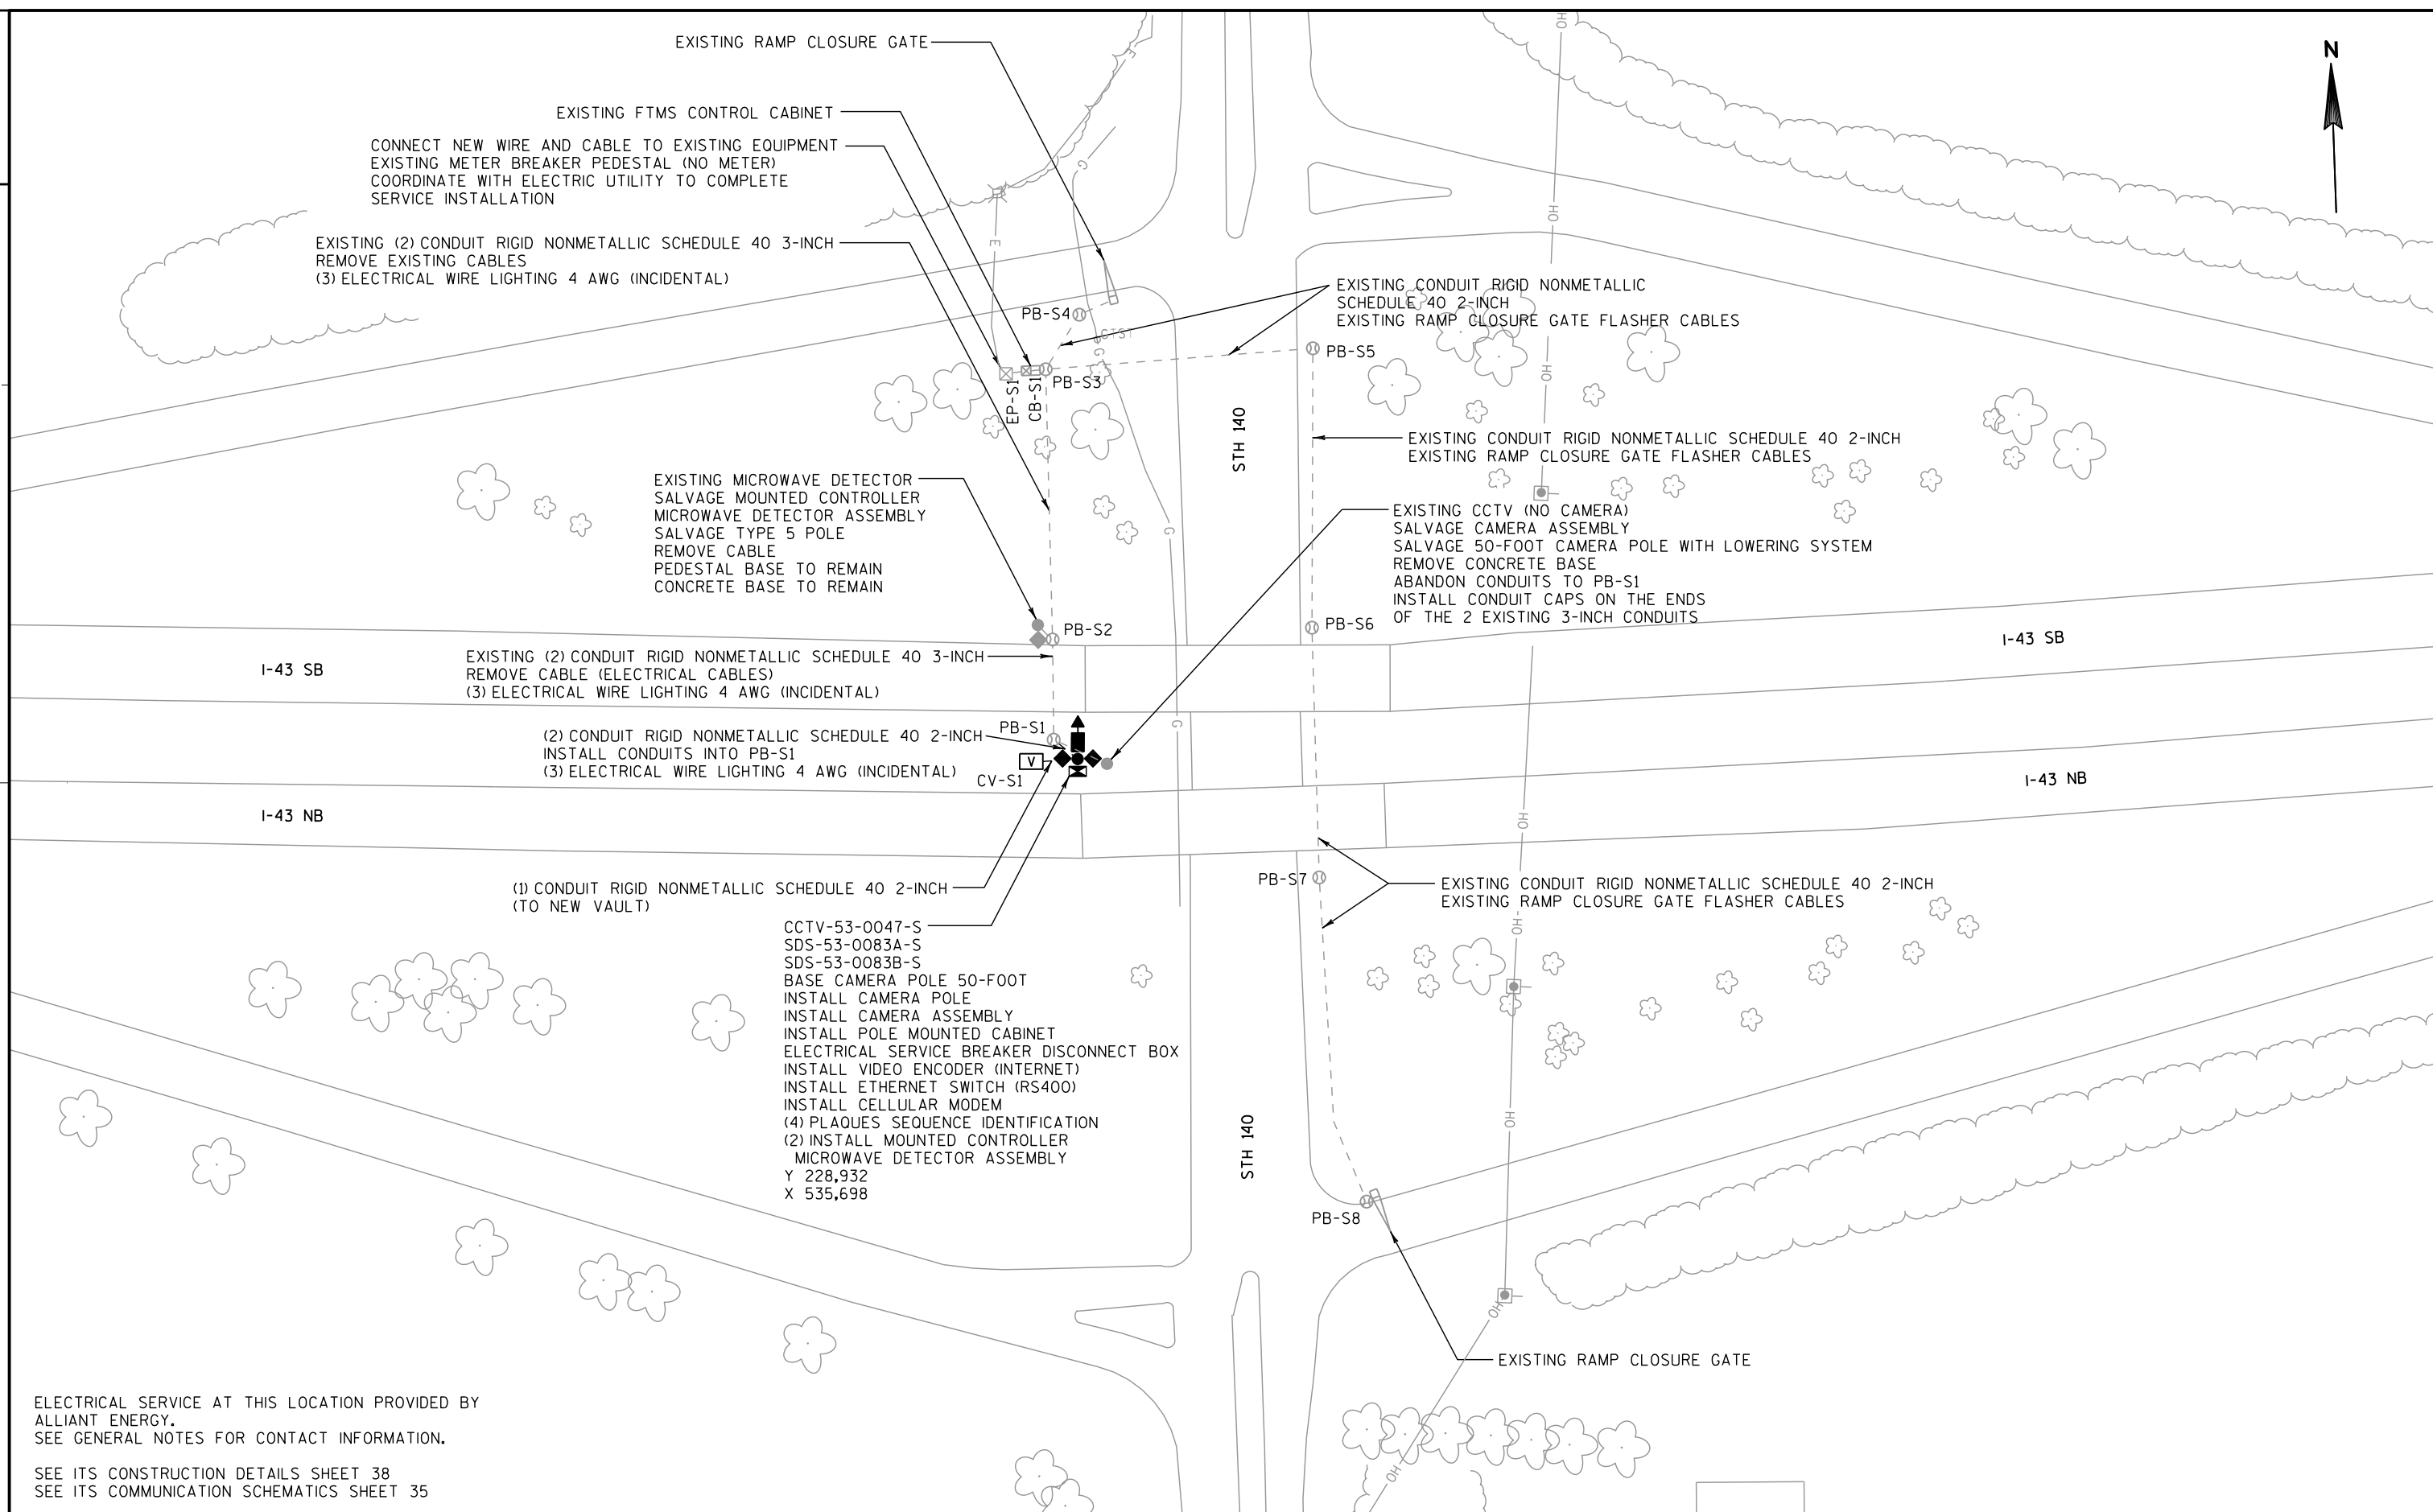 EXISTING RAMP CLOSURE GATE
N
EXISTING FTMS CONTROL CABINET
CONNECT NEW WIRE AND CABLE TO EXISTING EQUIPMENT
EXISTING METER BREAKER PEDESTAL (NO METER)
COORDINATE WITH ELECTRIC UTILITY TO COMPLETE
SERVICE INSTALLATION
EXISTING (2) CONDUIT RIGID NONMETALLIC SCHEDULE 40 3-INCH
REMOVE EXISTING CABLES
(3) ELECTRICAL WIRE LIGHTING 4 AWG (INCIDENTAL)
EXISTING CONDUIT RIGID NONMETALLIC
SCHEDULE 40 2-INCH
EXISTING RAMP CLOSURE GATE FLASHER CABLES
PB-S4
PB-S5
PB-S3
EP-S1
CB-S1
STH 140
EXISTING CONDUIT RIGID NONMETALLIC SCHEDULE 40 2-INCH
EXISTING RAMP CLOSURE GATE FLASHER CABLES
EXISTING MICROWAVE DETECTOR
SALVAGE MOUNTED CONTROLLER
MICROWAVE DETECTOR ASSEMBLY
SALVAGE TYPE 5 POLE
REMOVE CABLE
PEDESTAL BASE TO REMAIN
CONCRETE BASE TO REMAIN
EXISTING CCTV (NO CAMERA)
SALVAGE CAMERA ASSEMBLY
SALVAGE 50-FOOT CAMERA POLE WITH LOWERING SYSTEM
REMOVE CONCRETE BASE
ABANDON CONDUITS TO PB-S1
INSTALL CONDUIT CAPS ON THE ENDS
OF THE 2 EXISTING 3-INCH CONDUITS
PB-S2
PB-S6
I-43 SB
I-43 SB
EXISTING (2) CONDUIT RIGID NONMETALLIC SCHEDULE 40 3-INCH
REMOVE CABLE (ELECTRICAL CABLES)
(3) ELECTRICAL WIRE LIGHTING 4 AWG (INCIDENTAL)
PB-S1
(2) CONDUIT RIGID NONMETALLIC SCHEDULE 40 2-INCH
INSTALL CONDUITS INTO PB-S1
(3) ELECTRICAL WIRE LIGHTING 4 AWG (INCIDENTAL)
V
CV-S1
I-43 NB
I-43 NB
(1) CONDUIT RIGID NONMETALLIC SCHEDULE 40 2-INCH
(TO NEW VAULT)
PB-S7
EXISTING CONDUIT RIGID NONMETALLIC SCHEDULE 40 2-INCH
EXISTING RAMP CLOSURE GATE FLASHER CABLES
CCTV-53-0047-S
SDS-53-0083A-S
SDS-53-0083B-S
BASE CAMERA POLE 50-FOOT
INSTALL CAMERA POLE
INSTALL CAMERA ASSEMBLY
INSTALL POLE MOUNTED CABINET
ELECTRICAL SERVICE BREAKER DISCONNECT BOX
INSTALL VIDEO ENCODER (INTERNET)
INSTALL ETHERNET SWITCH (RS400)
INSTALL CELLULAR MODEM
(4) PLAQUES SEQUENCE IDENTIFICATION
(2) INSTALL MOUNTED CONTROLLER
MICROWAVE DETECTOR ASSEMBLY
Y 228,932
X 535,698
STH 140
PB-S8
EXISTING RAMP CLOSURE GATE
ELECTRICAL SERVICE AT THIS LOCATION PROVIDED BY
ALLIANT ENERGY.
SEE GENERAL NOTES FOR CONTACT INFORMATION.
SEE ITS CONSTRUCTION DETAILS SHEET 38
SEE ITS COMMUNICATION SCHEMATICS SHEET 35
E
E
G
G
G
G
OH
OH
OH
OH
OH
OH
OH
OH